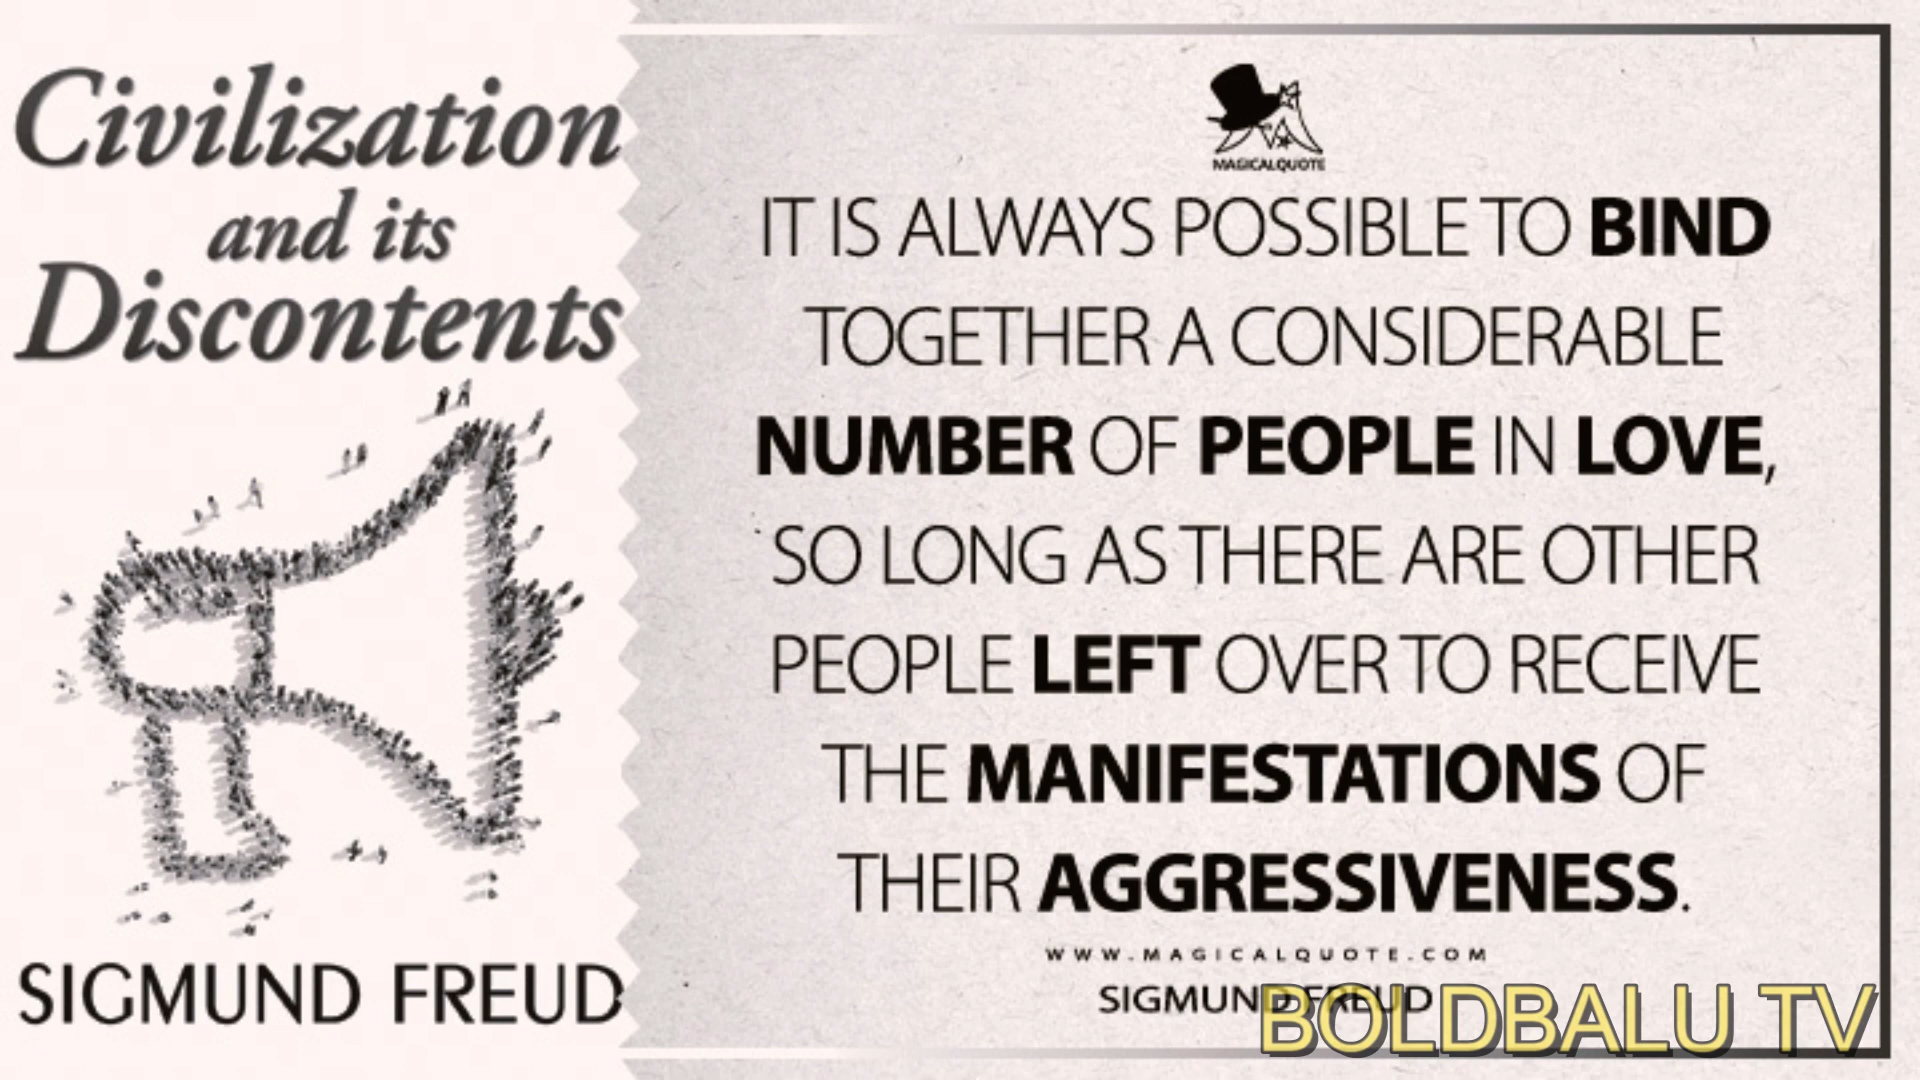 Civilization
and its
Discontents
SIGMUND FREUD
MAGICALQUOTE
IT IS ALWAYS POSSIBLE TO BIND
TOGETHER A CONSIDERABLE
NUMBER OF PEOPLE IN LOVE,
SO LONG AS THERE ARE OTHER
PEOPLE LEFT OVER TO RECEIVE
THE MANIFESTATIONS OF
THEIR AGGRESSIVENESS.
WWW.MAGICALQUOTE.COM
SIGMUND FREUD
BOLDBALU TV